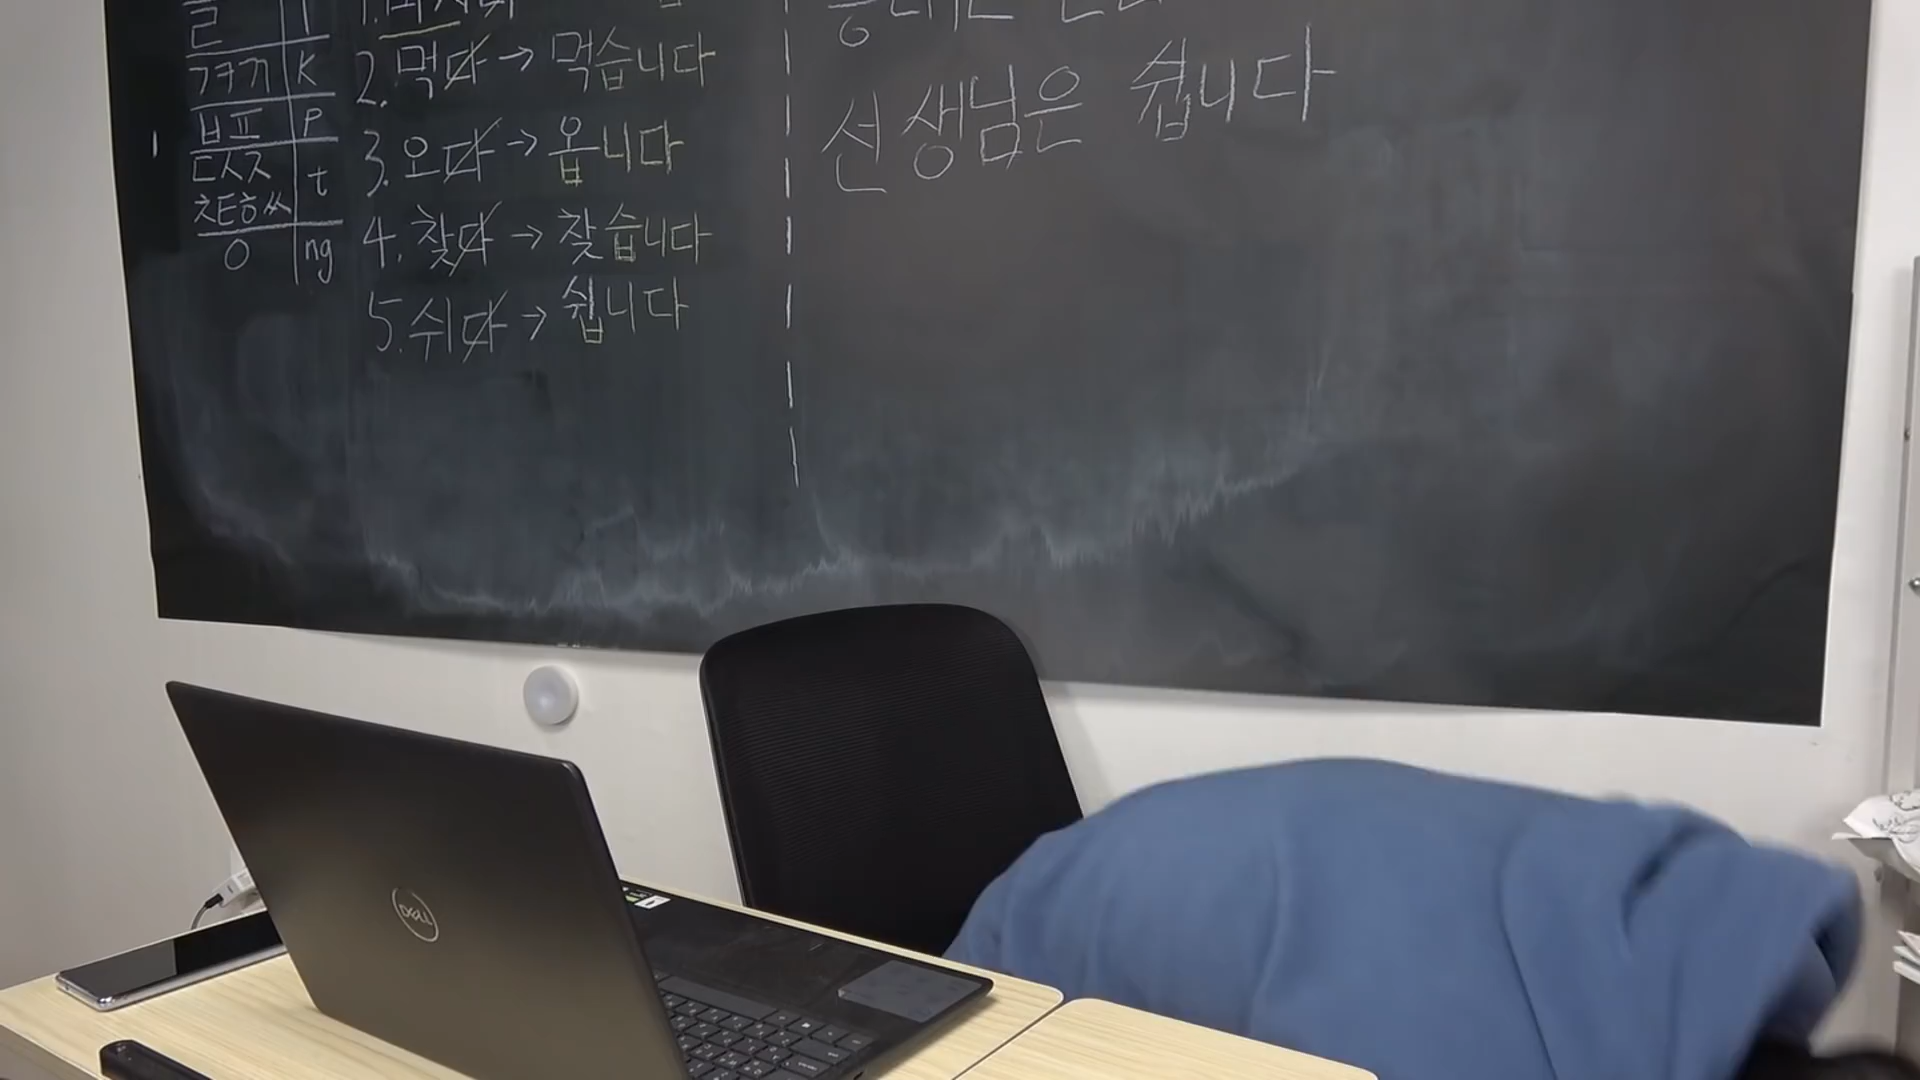 ㄱㅋㄲ K
ㅂㅍ P
ㄷㅅㅈ
ㅊㅌㅎㅆ t
ㅇ ng
2. 먹다 → 먹습니다
3. 오다 → 옵니다
4. 찾다 → 찾습니다
5. 쉬다 → 쉽니다
선생님은 쉽니다
DELL